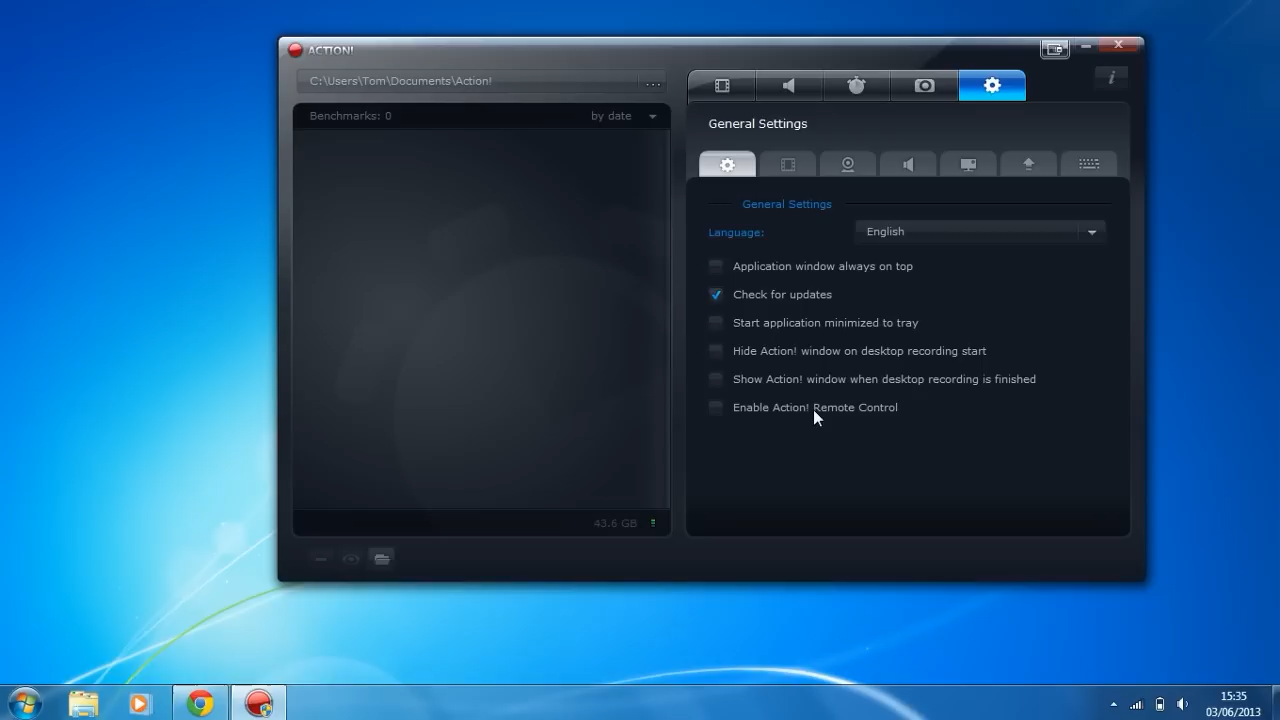 ACTION!
C:\Users\Tom\Documents\Action!
...
Benchmarks: 0
by date
43.6 GB
i
General Settings
General Settings
Language:
English
Application window always on top
Check for updates
Start application minimized to tray
Hide Action! window on desktop recording start
Show Action! window when desktop recording is finished
Enable Action! Remote Control
15:35
03/06/2013